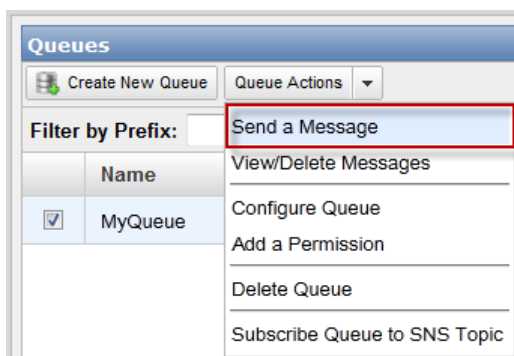 Queues
Create New Queue
Queue Actions
Filter by Prefix:
Send a Message
View/Delete Messages
Name
Configure Queue
MyQueue
Add a Permission
Delete Queue
Subscribe Queue to SNS Topic